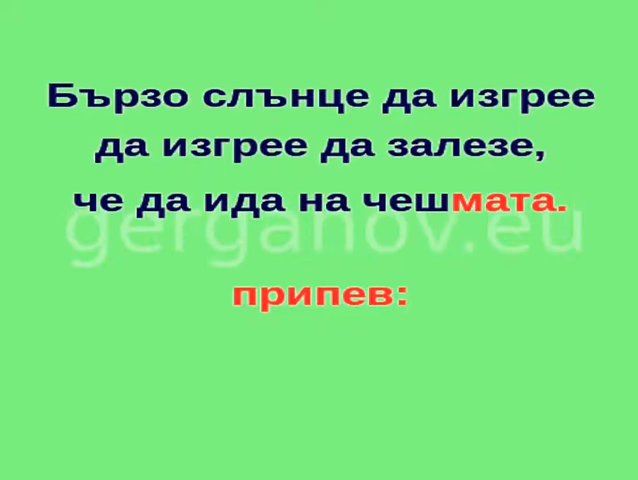 Бързо слънце да изгрее
да изгрее да залезе,
че да ида на чешмата.
gerganov.eu
припев: